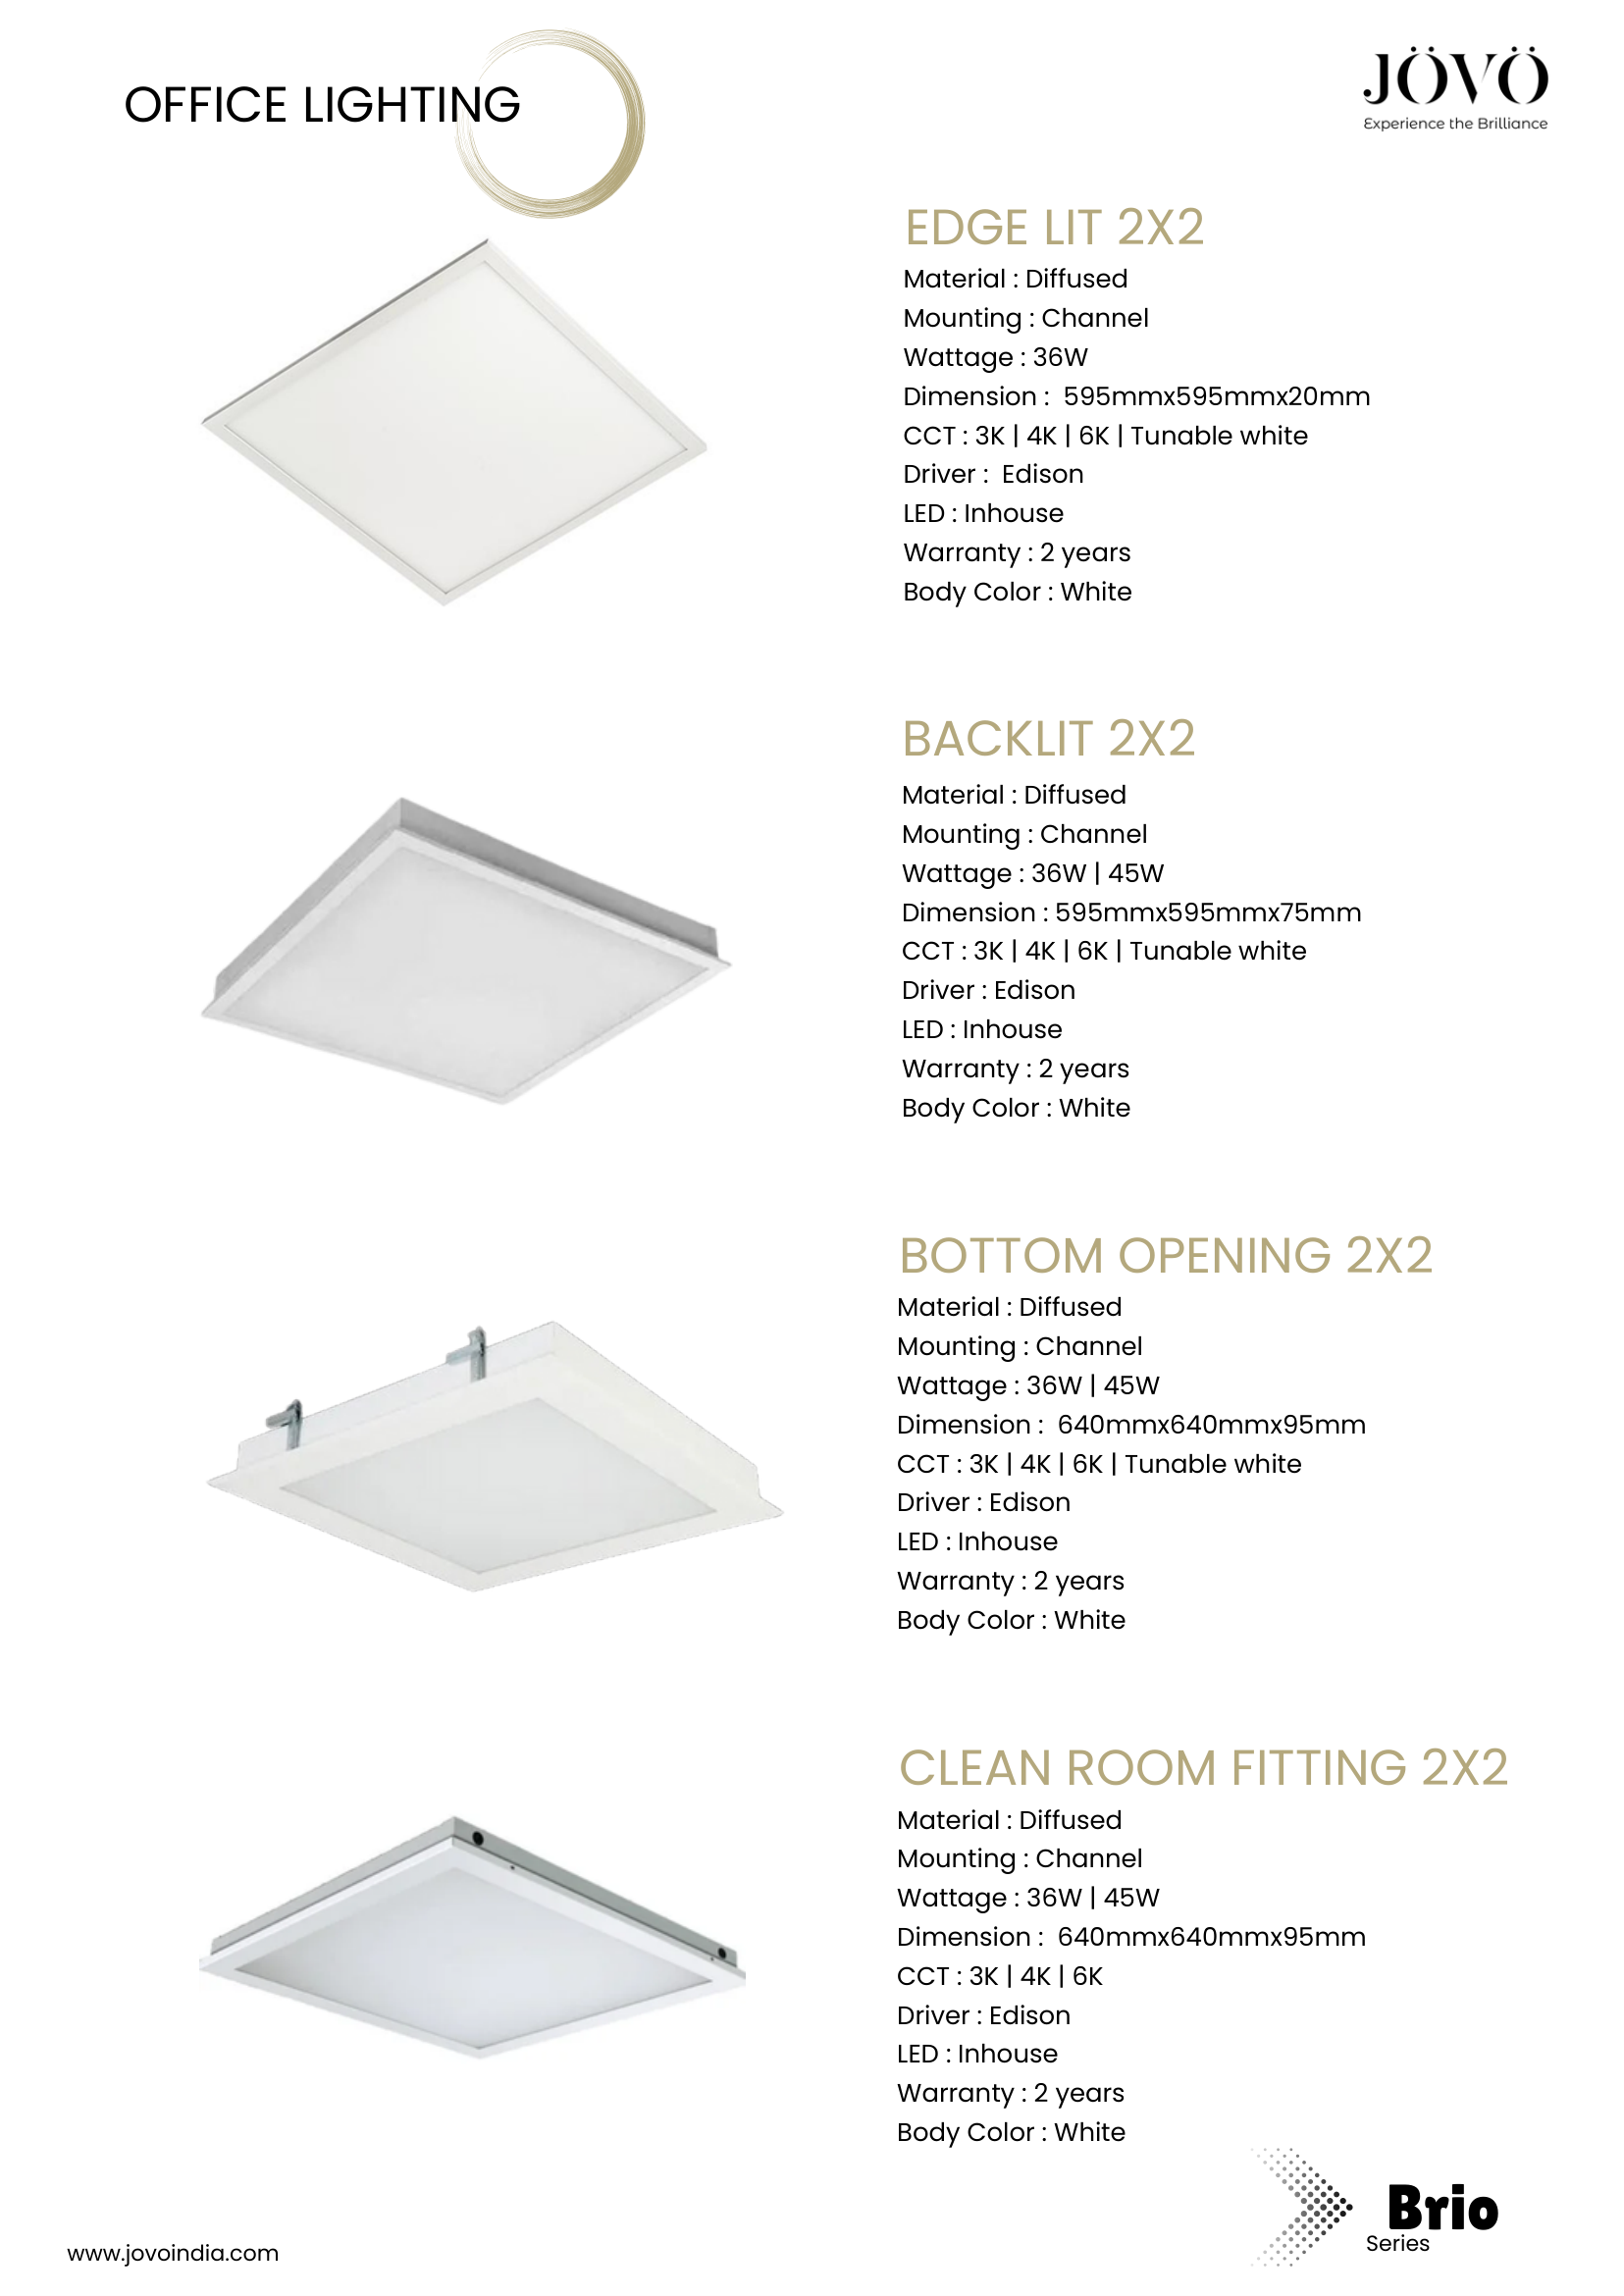 OFFICE LIGHTING
JÖVÖ
Experience the Brilliance
EDGE LIT 2X2
Material : Diffused
Mounting : Channel
Wattage : 36W
Dimension :  595mmx595mmx20mm
CCT : 3K | 4K | 6K | Tunable white
Driver :  Edison
LED : Inhouse
Warranty : 2 years
Body Color : White
BACKLIT 2X2
Material : Diffused
Mounting : Channel
Wattage : 36W | 45W
Dimension : 595mmx595mmx75mm
CCT : 3K | 4K | 6K | Tunable white
Driver : Edison
LED : Inhouse
Warranty : 2 years
Body Color : White
BOTTOM OPENING 2X2
Material : Diffused
Mounting : Channel
Wattage : 36W | 45W
Dimension :  640mmx640mmx95mm
CCT : 3K | 4K | 6K | Tunable white
Driver : Edison
LED : Inhouse
Warranty : 2 years
Body Color : White
CLEAN ROOM FITTING 2X2
Material : Diffused
Mounting : Channel
Wattage : 36W | 45W
Dimension :  640mmx640mmx95mm
CCT : 3K | 4K | 6K
Driver : Edison
LED : Inhouse
Warranty : 2 years
Body Color : White
Brio
Series
www.jovoindia.com